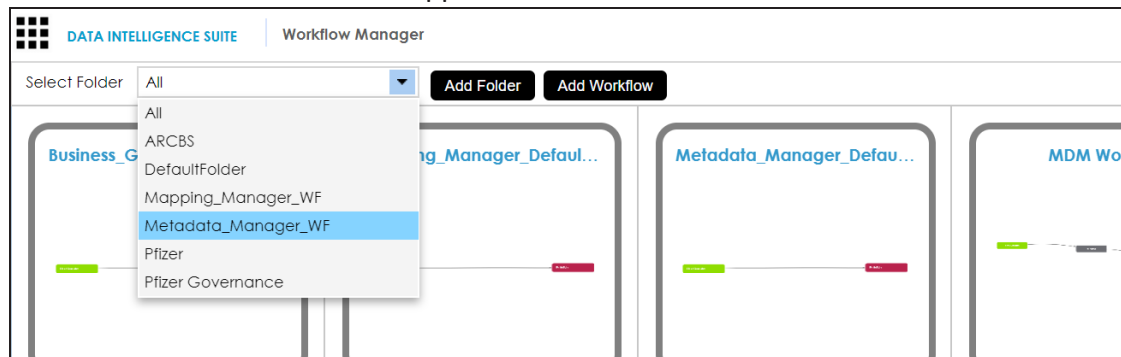 DATA INTELLIGENCE SUITE Workflow Manager
Select Folder All Add Folder Add Workflow
All
ARCBS
DefaultFolder
Mapping_Manager_WF
Metadata_Manager_WF
Pfizer
Pfizer Governance
Business_G ng_Manager_Defaul... Metadata_Manager_Defau... MDM Wo